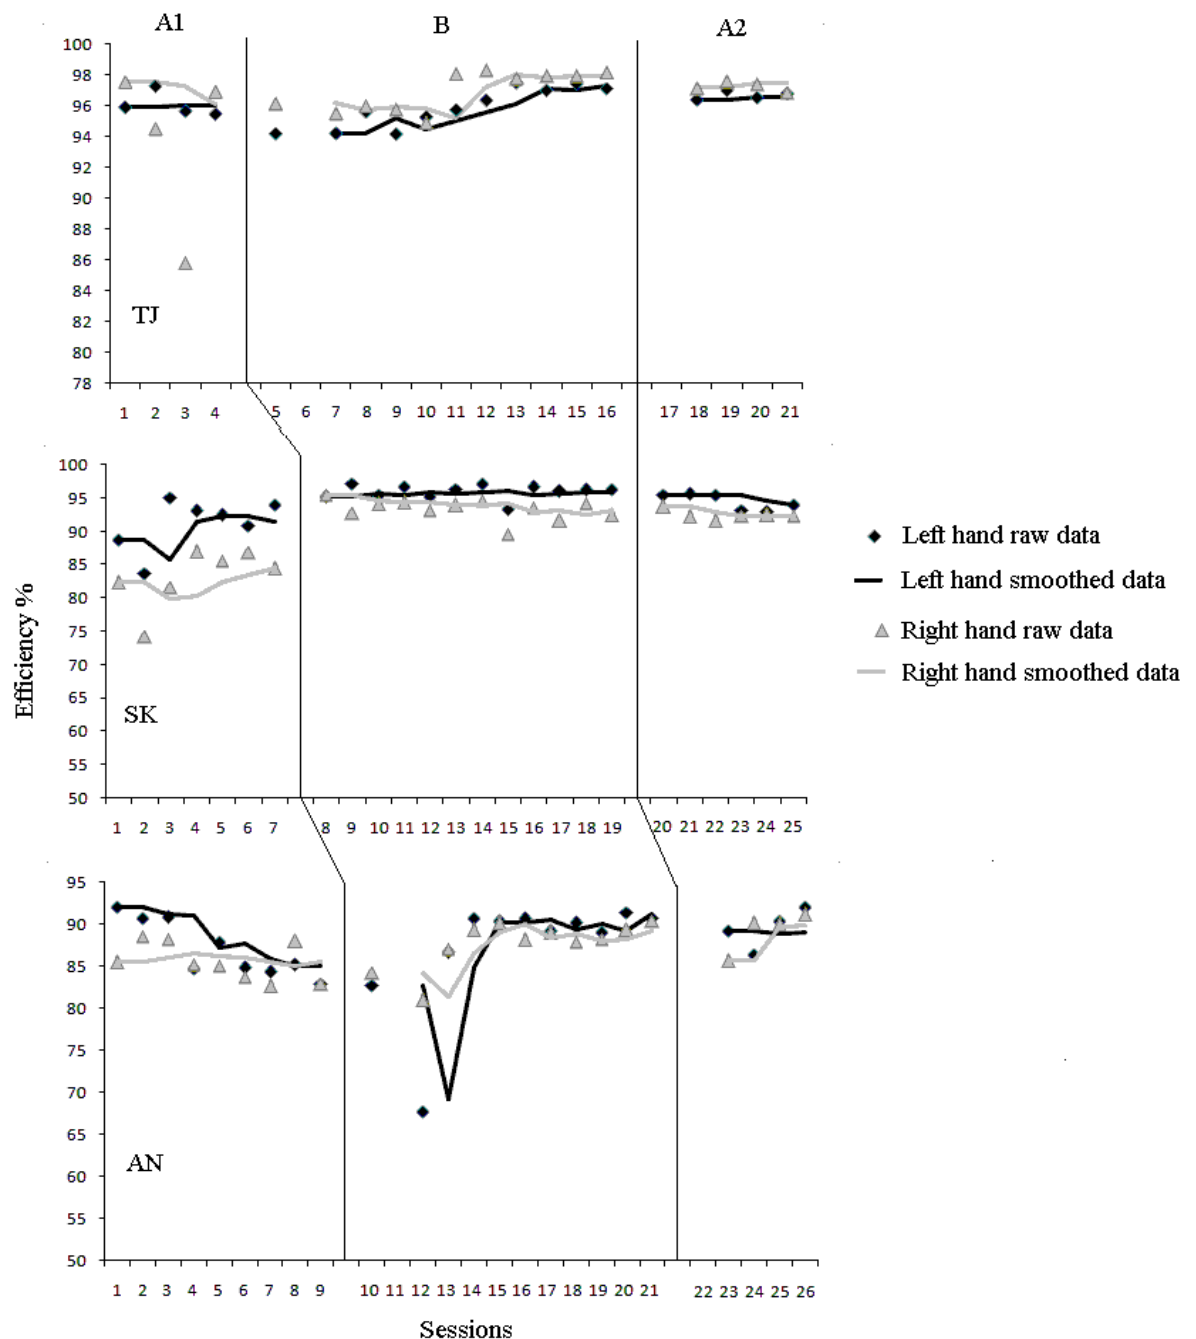 A1 B A2
100
98
96
94
92
90
88
86
84
82
80
78
TJ
1 2 3 4 5 6 7 8 9 10 11 12 13 14 15 16 17 18 19 20 21
100
95
90
85
80
75
70
65
60
55
50
SK
1 2 3 4 5 6 7 8 9 10 11 12 13 14 15 16 17 18 19 20 21 22 23 24 25
Efficiency %
Left hand raw data
Left hand smoothed data
Right hand raw data
Right hand smoothed data
95
90
85
80
75
70
65
60
55
50
AN
1 2 3 4 5 6 7 8 9 10 11 12 13 14 15 16 17 18 19 20 21 22 23 24 25 26
Sessions